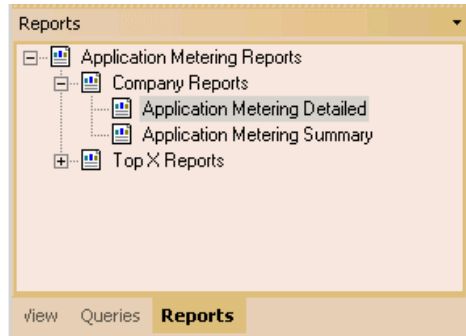 Reports
Application Metering Reports
Company Reports
Application Metering Detailed
Application Metering Summary
Top X Reports
View Queries Reports